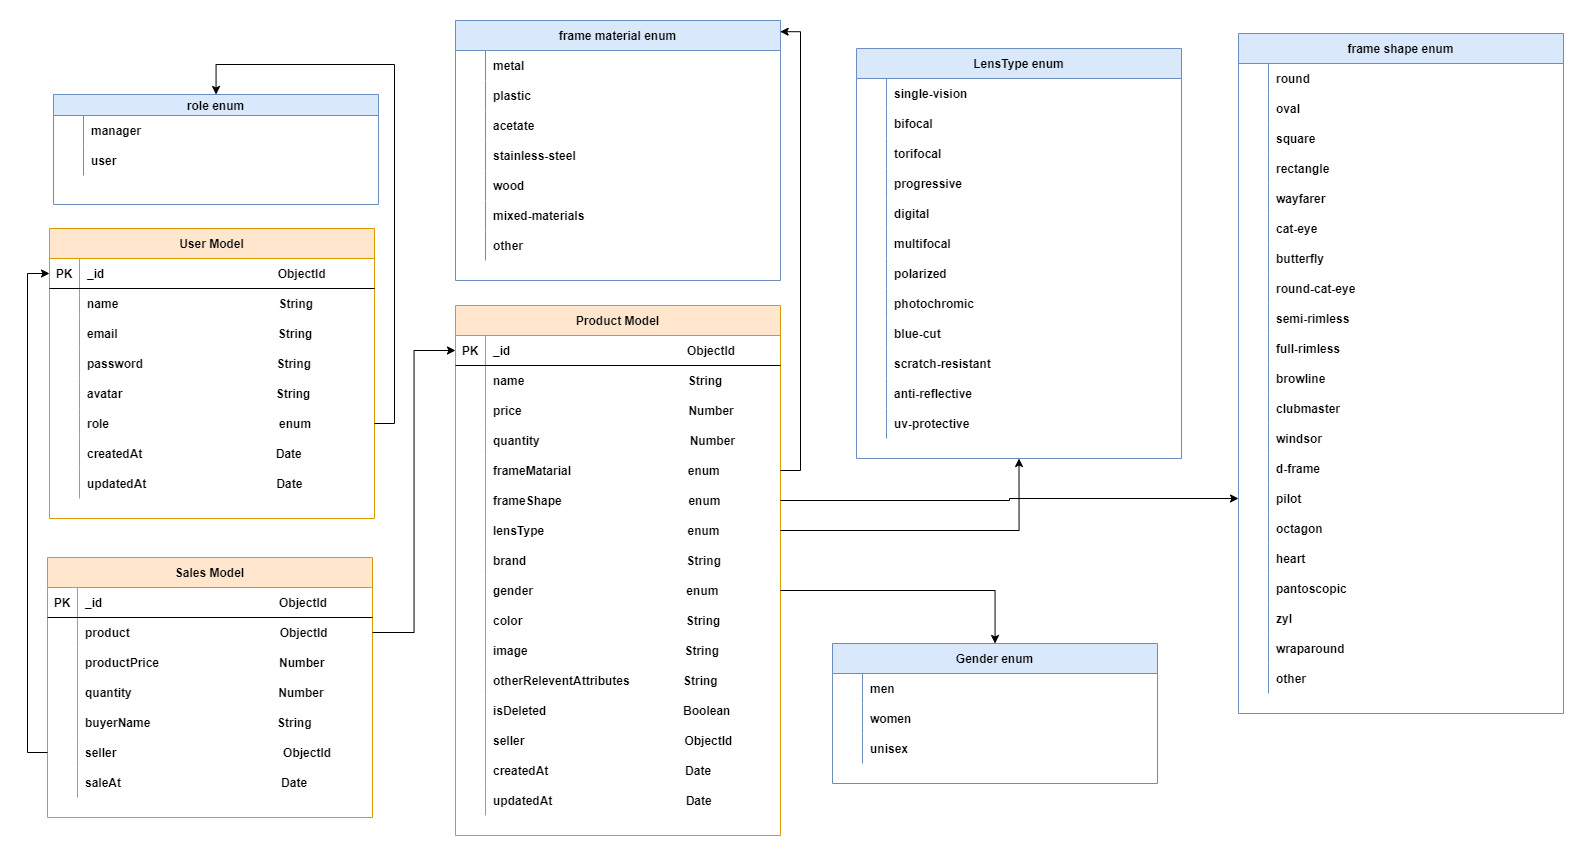 role enum
manager
user
User Model
PK _id ObjectId
name String
email String
password String
avatar String
role enum
createdAt Date
updatedAt Date
Sales Model
PK _id ObjectId
product ObjectId
productPrice Number
quantity Number
buyerName String
seller ObjectId
saleAt Date
frame material enum
metal
plastic
acetate
stainless-steel
wood
mixed-materials
other
Product Model
PK _id ObjectId
name String
price Number
quantity Number
frameMatarial enum
frameShape enum
lensType enum
brand String
gender enum
color String
image String
otherReleventAttributes String
isDeleted Boolean
seller ObjectId
createdAt Date
updatedAt Date
LensType enum
single-vision
bifocal
torifocal
progressive
digital
multifocal
polarized
photochromic
blue-cut
scratch-resistant
anti-reflective
uv-protective
Gender enum
men
women
unisex
frame shape enum
round
oval
square
rectangle
wayfarer
cat-eye
butterfly
round-cat-eye
semi-rimless
full-rimless
browline
clubmaster
windsor
d-frame
pilot
octagon
heart
pantoscopic
zyl
wraparound
other